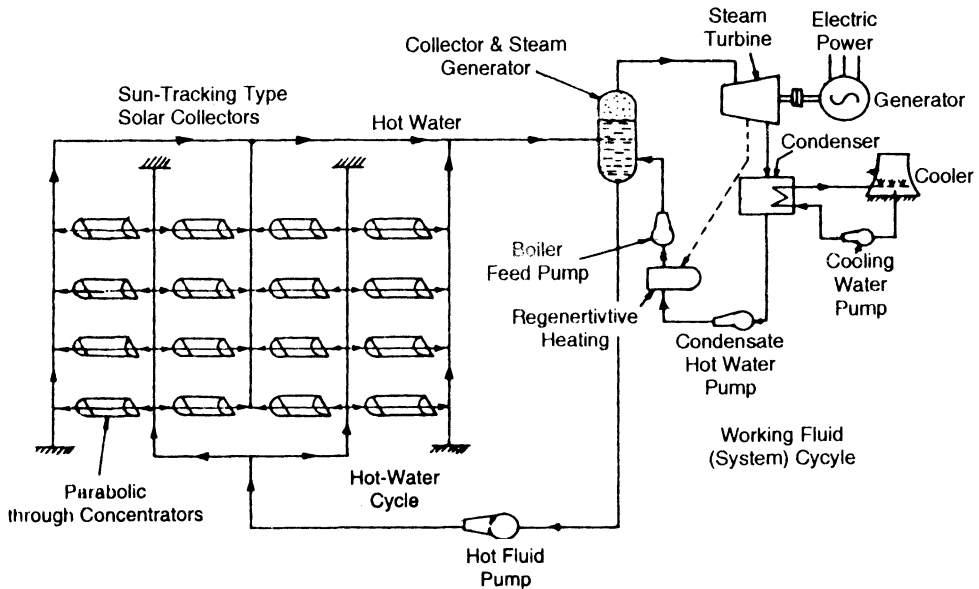 Steam
Turbine
Electric
Power
Collector & Steam
Generator
Sun-Tracking Type
Solar Collectors
Hot Water
Generator
Condenser
Cooler
Boiler
Feed Pump
Cooling
Water
Pump
Regenertivtive
Heating
Condensate
Hot Water
Pump
Working Fluid
(System) Cycyle
Hot-Water
Cycle
Parabolic
through Concentrators
Hot Fluid
Pump